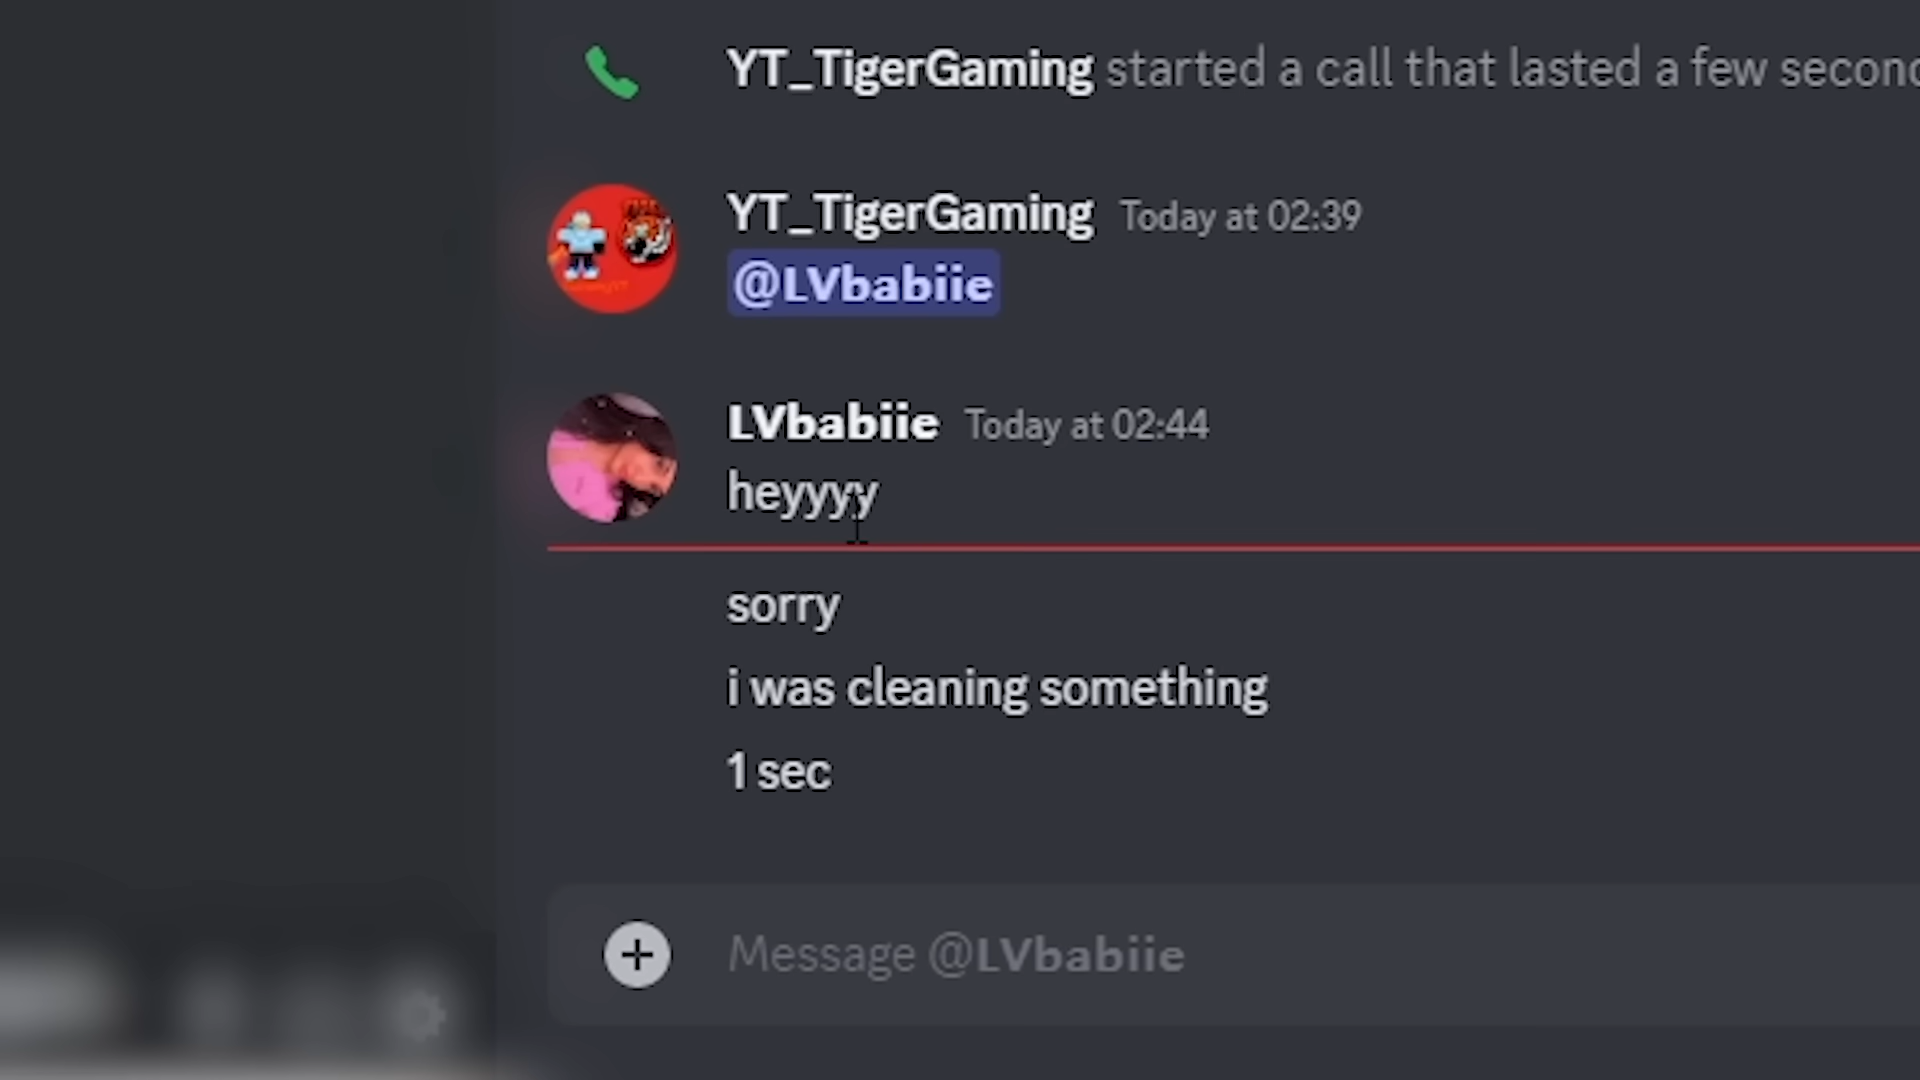 YT_TigerGaming started a call that lasted a few second
YT_TigerGaming Today at 02:39
@LVbabiie
LVbabiie Today at 02:44
heyyyy
sorry
i was cleaning something
1 sec
Message @LVbabiie